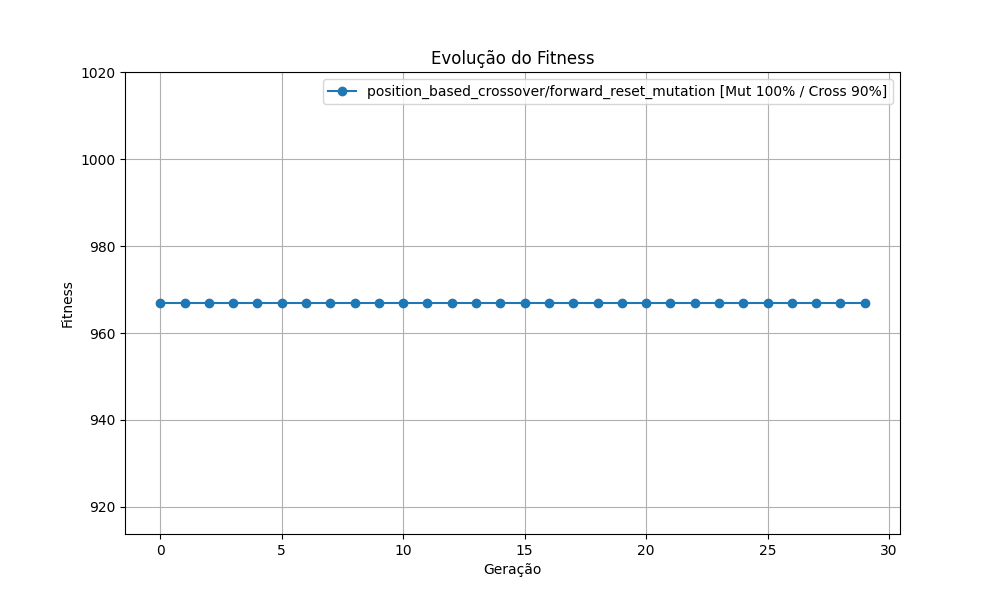 Evolução do Fitness
position_based_crossover/forward_reset_mutation [Mut 100% / Cross 90%]
1020
1000
980
960
940
920
Fitness
0 5 10 15 20 25 30
Geração